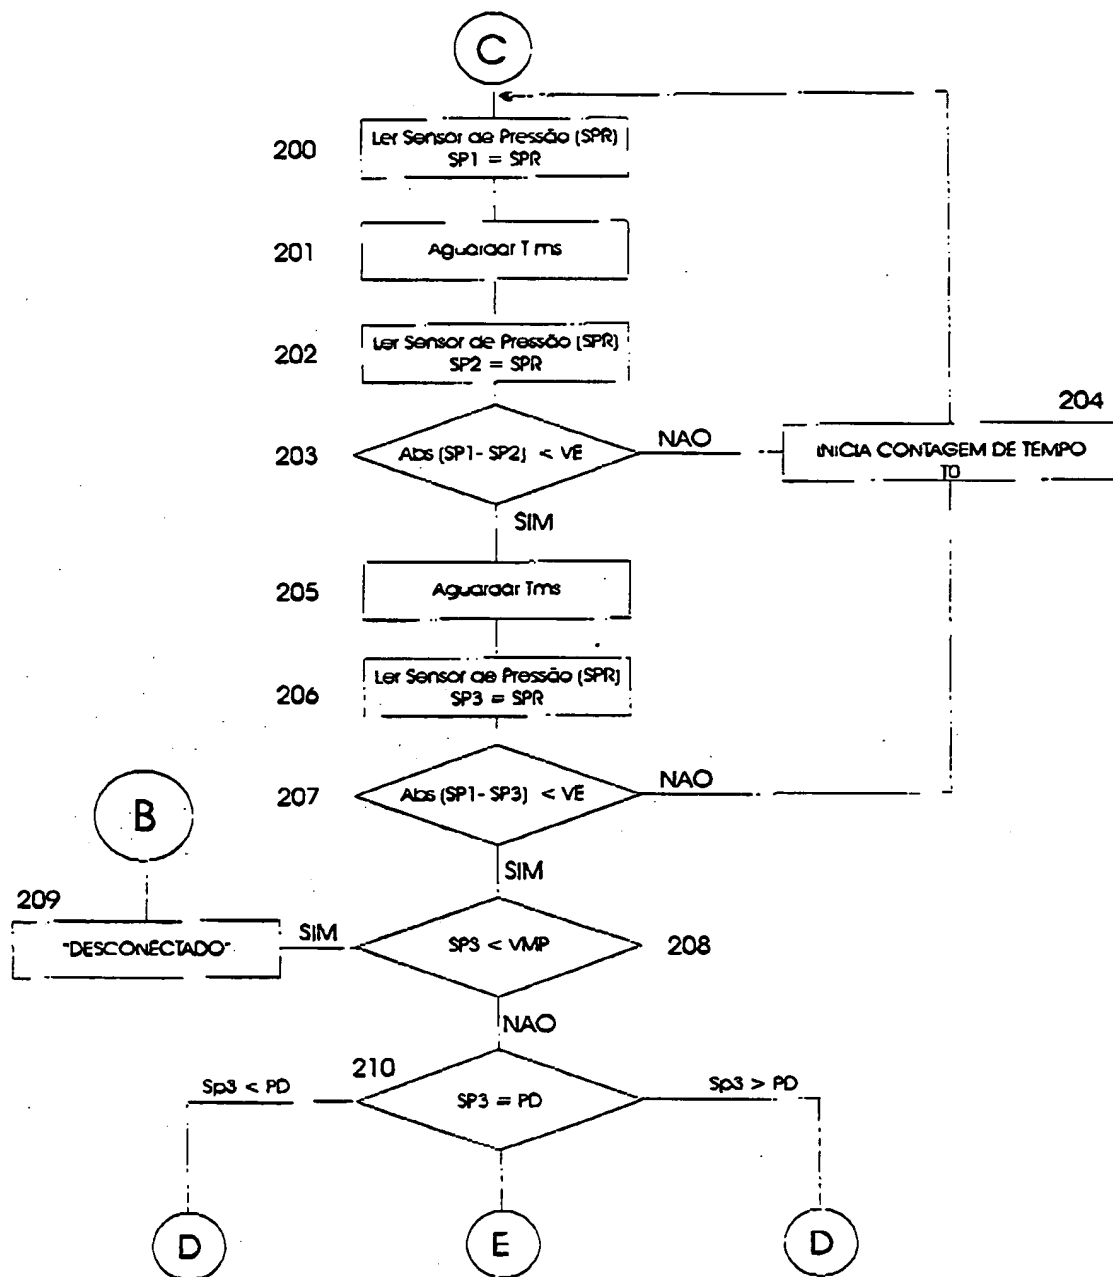 C
200
Ler Sensor de Pressão (SPR)
SP1 = SPR
201
Aguardar T ms
202
Ler Sensor de Pressão (SPR)
SP2 = SPR
204
203
Abs (SP1- SP2) < VE
NAO
INICIA CONTAGEM DE TEMPO
T0
SIM
205
Aguardar Tms
206
Ler Sensor de Pressão (SPR)
SP3 = SPR
207
Abs (SP1- SP3) < VE
NAO
B
SIM
209
"DESCONECTADO"
SIM
SP3 < VMP
208
NAO
210
Sp3 < PD
SP3 = PD
Sp3 > PD
D
E
D